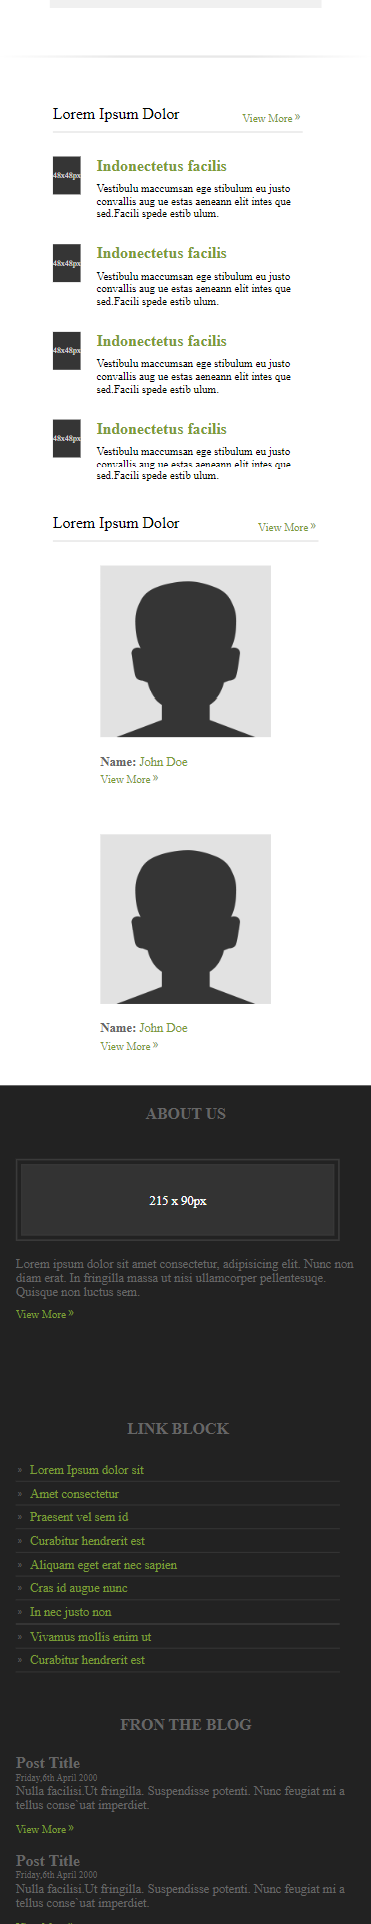 Lorem Ipsum Dolor
View More »
48x48px
Indonectetus facilis
Vestibulu maccumsan ege stibulum eu justo
convallis aug ue estas aeneann elit intes que
sed.Facili spede estib ulum.
48x48px
Indonectetus facilis
Vestibulu maccumsan ege stibulum eu justo
convallis aug ue estas aeneann elit intes que
sed.Facili spede estib ulum.
48x48px
Indonectetus facilis
Vestibulu maccumsan ege stibulum eu justo
convallis aug ue estas aeneann elit intes que
sed.Facili spede estib ulum.
48x48px
Indonectetus facilis
Vestibulu maccumsan ege stibulum eu justo
convallis aug ue estas aeneann elit intes que
sed.Facili spede estib ulum.
Lorem Ipsum Dolor
View More »
Name: John Doe
View More »
Name: John Doe
View More »
ABOUT US
215 x 90px
Lorem ipsum dolor sit amet consectetur, adipisicing elit. Nunc non
diam erat. In fringilla massa ut nisi ullamcorper pellentesuqe.
Quisque non luctus sem.
View More »
LINK BLOCK
» Lorem Ipsum dolor sit
» Amet consectetur
» Praesent vel sem id
» Curabitur hendrerit est
» Aliquam eget erat nec sapien
» Cras id augue nunc
» In nec justo non
» Vivamus mollis enim ut
» Curabitur hendrerit est
FRON THE BLOG
Post Title
Friday,6th April 2000
Nulla facilisi.Ut fringilla. Suspendisse potenti. Nunc feugiat mi a
tellus conse`uat imperdiet.
View More »
Post Title
Friday,6th April 2000
Nulla facilisi.Ut fringilla. Suspendisse potenti. Nunc feugiat mi a
tellus conse`uat imperdiet.